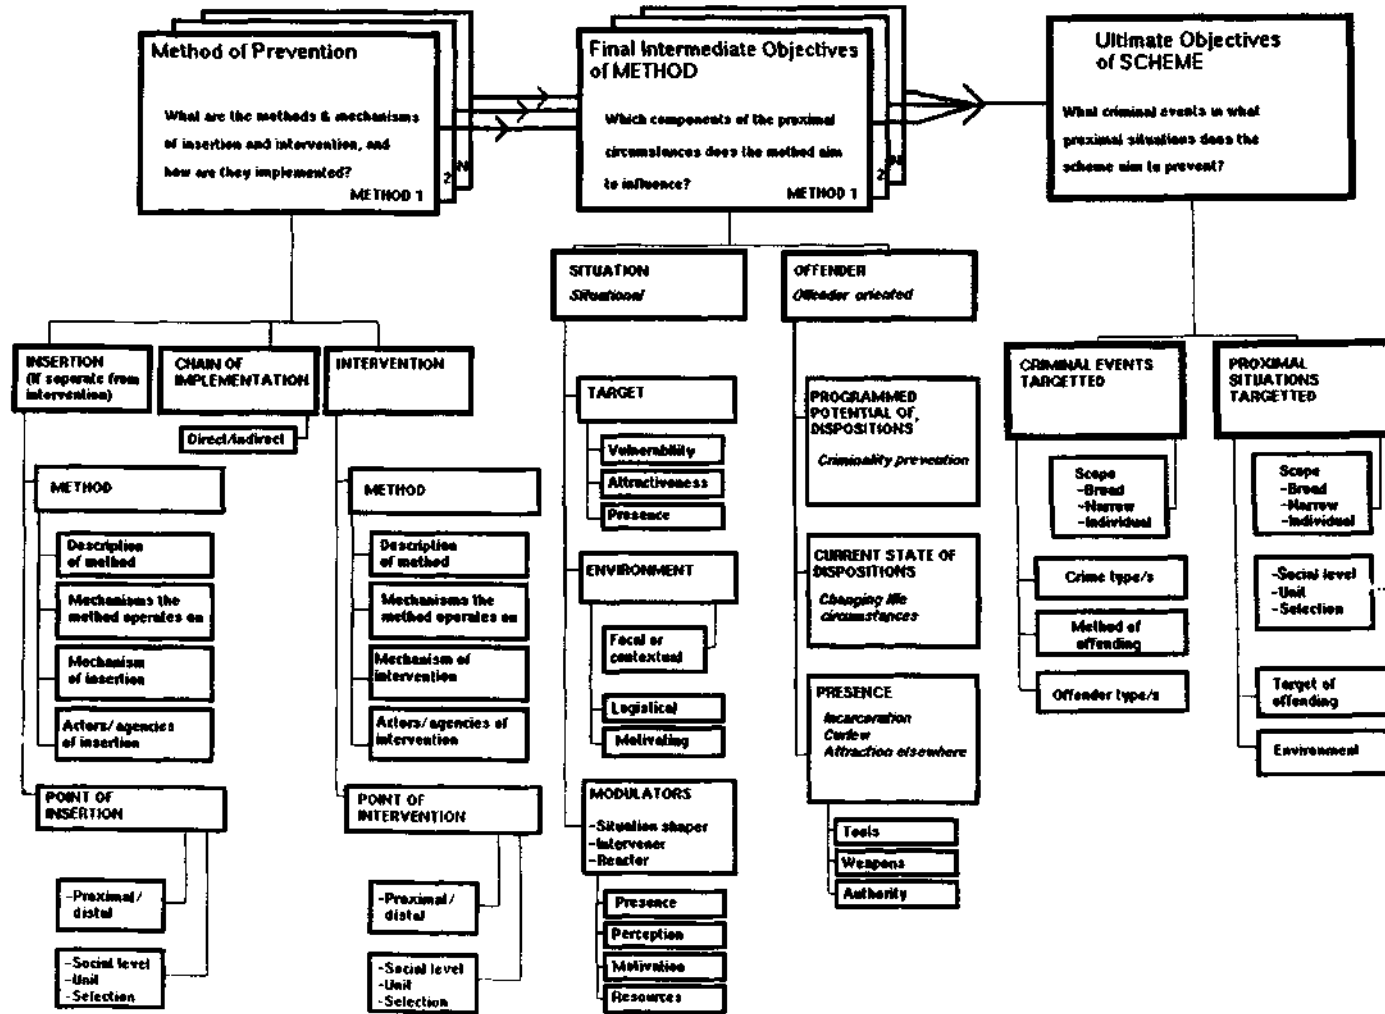 Method of Prevention
What are the methods & mechanisms
of insertion and intervention, and
how are they implemented?
METHOD 1
2
N
Final Intermediate Objectives
of METHOD
Which components of the proximal
circumstances does the method aim
to influence?
METHOD 1
2
N
Ultimate Objectives
of SCHEME
What criminal events in what
proximal situations does the
scheme aim to prevent?
INSERTION
(If separate from
intervention)
CHAIN OF
IMPLEMENTATION
Direct/indirect
INTERVENTION
METHOD
Description
of method
Mechanisms the
method operates on
Mechanism
of insertion
Actors/agencies
of insertion
POINT OF
INSERTION
-Proximal/
distal
-Social level
-Unit
-Selection
METHOD
Description
of method
Mechanisms the
method operates on
Mechanism of
intervention
Actors/agencies of
intervention
POINT OF
INTERVENTION
-Proximal/
distal
-Social level
-Unit
-Selection
SITUATION
Situational
TARGET
Vulnerability
Attractiveness
Presence
ENVIRONMENT
Focal or
contextual
Logistical
Motivating
MODULATORS
-Situation shaper
-Intervener
-Reactor
Presence
Perception
Motivation
Resources
OFFENDER
Offender oriented
PROGRAMMED
POTENTIAL OF,
DISPOSITIONS
Criminality prevention
CURRENT STATE OF
DISPOSITIONS
Changing life
circumstances
PRESENCE
Incarceration
Curfew
Attraction elsewhere
Tools
Weapons
Authority
CRIMINAL EVENTS
TARGETTED
Scope
-Broad
-Narrow
-Individual
Crime type/s
Method of
offending
Offender type/s
PROXIMAL
SITUATIONS
TARGETTED
Scope
-Broad
-Narrow
-Individual
-Social level
-Unit
-Selection
Target of
offending
Environment